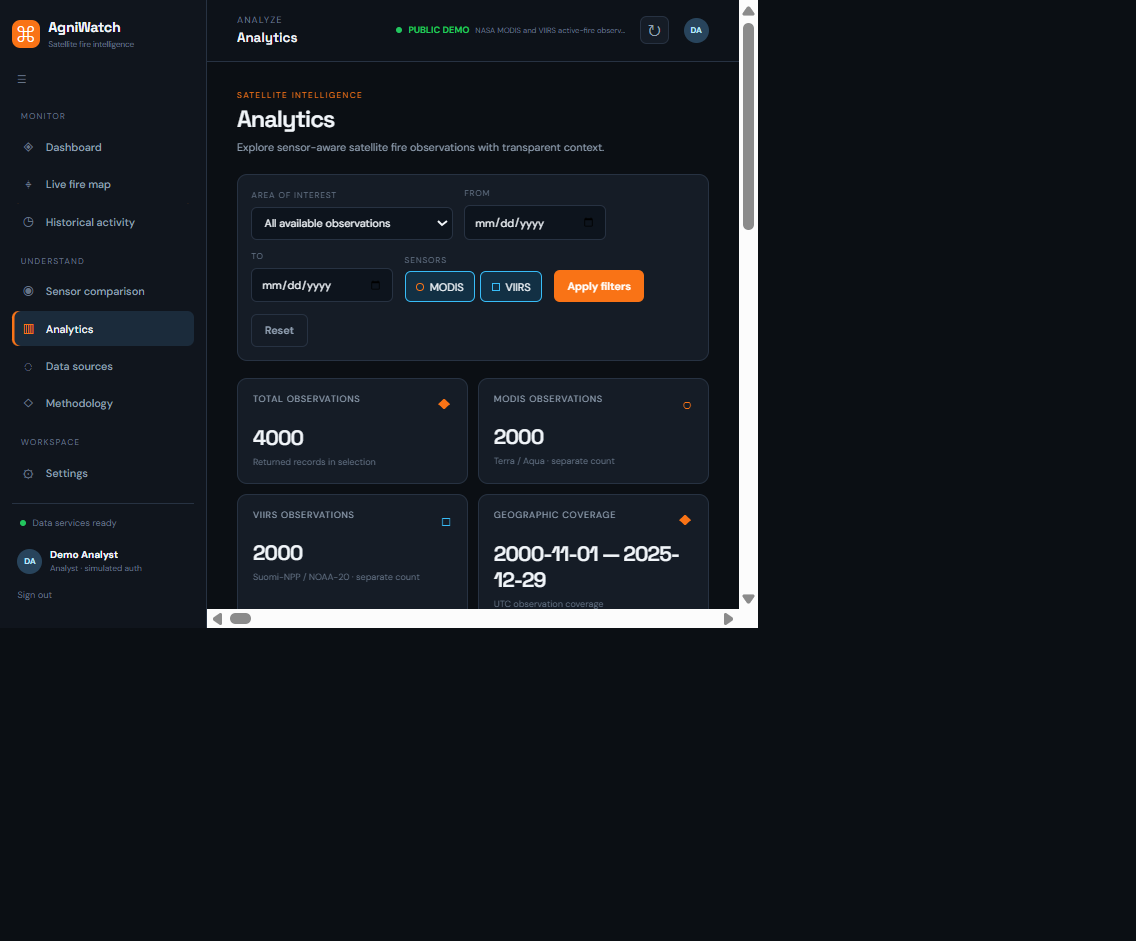 AgniWatch
Satellite fire intelligence
MONITOR
Dashboard
Live fire map
Historical activity
UNDERSTAND
Sensor comparison
Analytics
Data sources
Methodology
WORKSPACE
Settings
Data services ready
DA
Demo Analyst
Analyst · simulated auth
Sign out
ANALYZE
Analytics
PUBLIC DEMO NASA MODIS and VIIRS active-fire observ...
DA
SATELLITE INTELLIGENCE
Analytics
Explore sensor-aware satellite fire observations with transparent context.
AREA OF INTEREST
All available observations
FROM
mm/dd/yyyy
TO
mm/dd/yyyy
SENSORS
MODIS
VIIRS
Apply filters
Reset
TOTAL OBSERVATIONS
4000
Returned records in selection
MODIS OBSERVATIONS
2000
Terra / Aqua · separate count
VIIRS OBSERVATIONS
2000
Suomi-NPP / NOAA-20 · separate count
GEOGRAPHIC COVERAGE
2000-11-01 — 2025-
12-29
UTC observation coverage